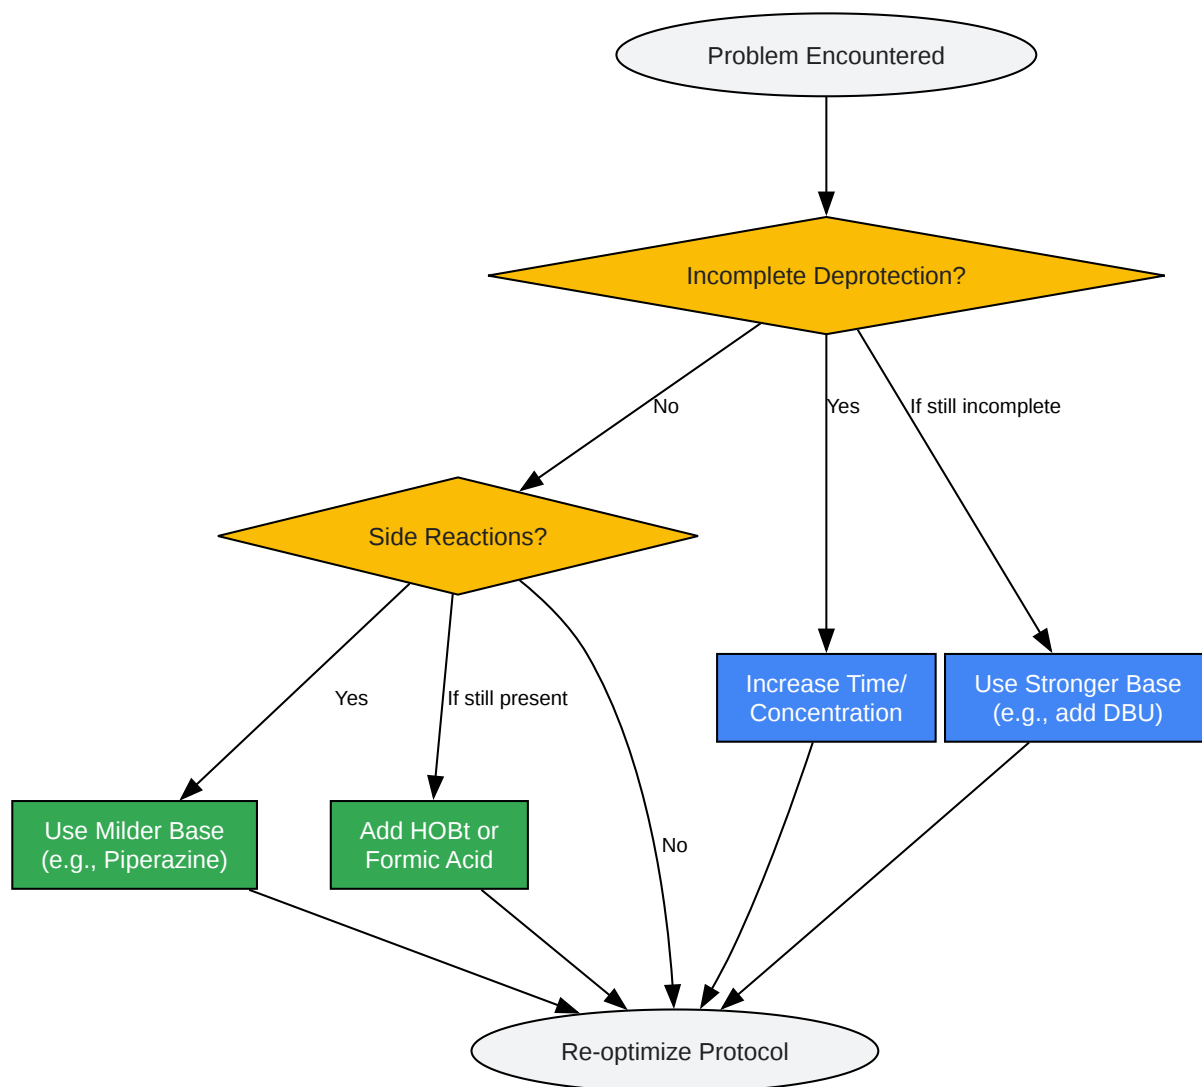 Problem Encountered
Incomplete Deprotection?
No
Yes
If still incomplete
Side Reactions?
Increase Time/
Concentration
Use Stronger Base
(e.g., add DBU)
Yes
If still present
Use Milder Base
(e.g., Piperazine)
Add HOBt or
Formic Acid
No
Re-optimize Protocol